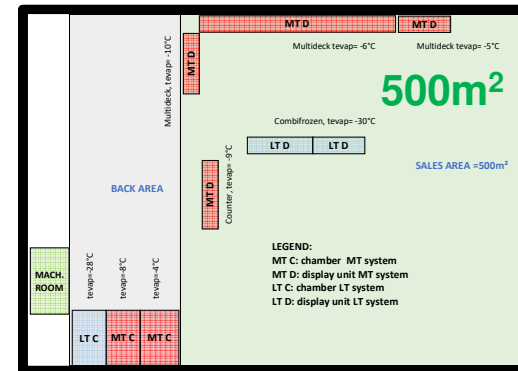 MT D
MT D
Multideck tevap= -6°C
Multideck tevap= -5°C
Multideck, tevap= -10°C
MT D
500m²
Combifrozen, tevap= -30°C
LT D
LT D
SALES AREA =500m²
BACK AREA
MT D
Counter, tevap= -9°C
LEGEND:
MT C: chamber MT system
MT D: display unit MT system
LT C: chamber LT system
LT D: display unit LT system
MACH.
ROOM
tevap=-28°C
tevap=-8°C
tevap=-4°C
LT C
MT C
MT C